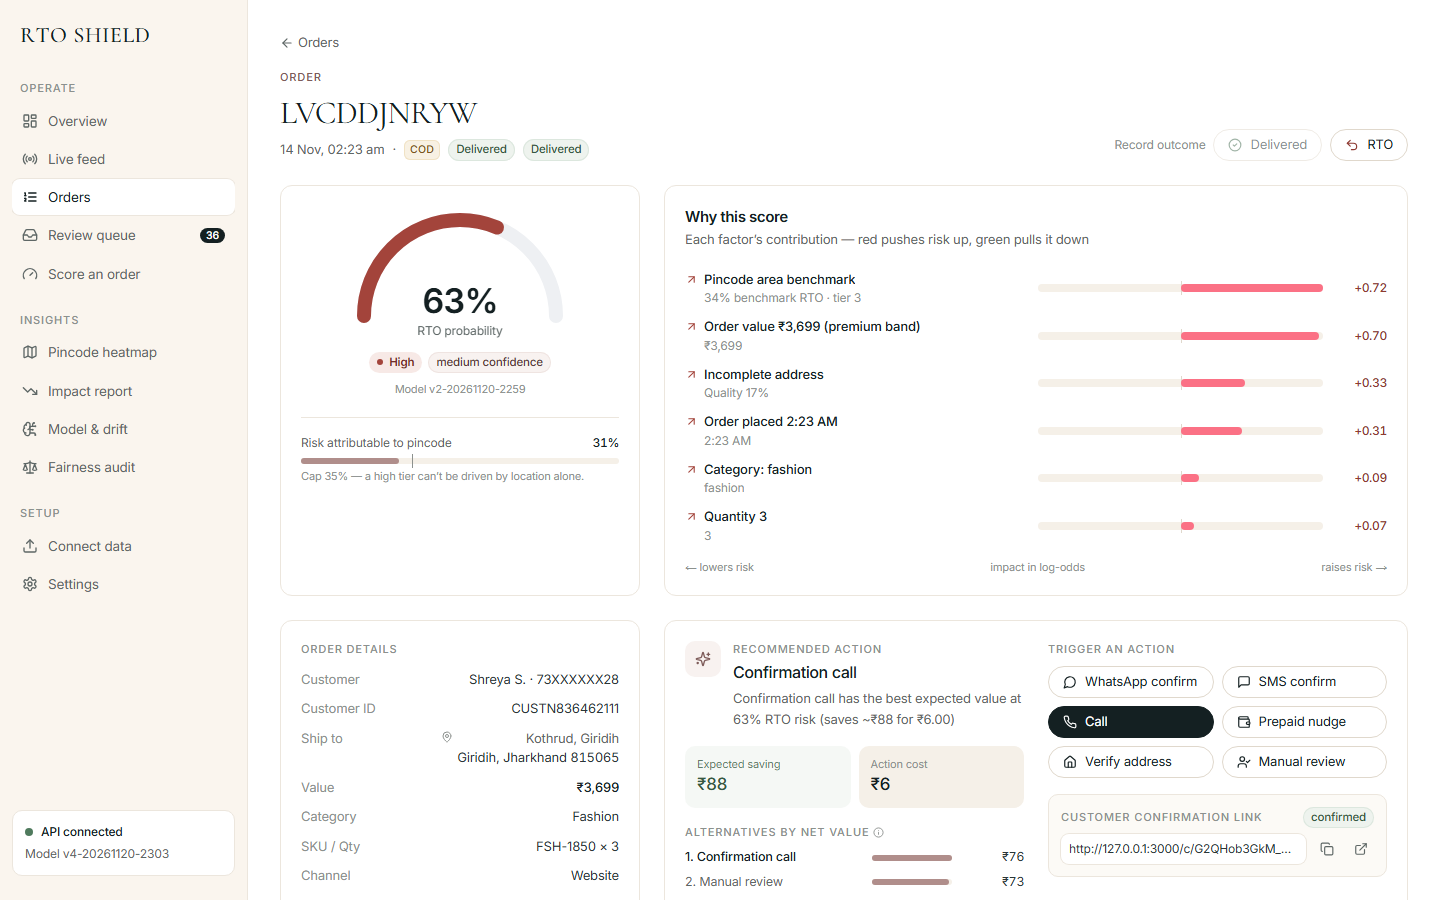 RTO SHIELD
OPERATE
Overview
Live feed
Orders
Review queue 36
Score an order
INSIGHTS
Pincode heatmap
Impact report
Model & drift
Fairness audit
SETUP
Connect data
Settings
API connected
Model v4-20261120-2303
← Orders
ORDER
LVCDDJNRYW
14 Nov, 02:23 am · COD Delivered Delivered
Record outcome Delivered RTO
63%
RTO probability
High medium confidence
Model v2-20261120-2259
Risk attributable to pincode 31%
Cap 35% — a high tier can't be driven by location alone.
Why this score
Each factor's contribution — red pushes risk up, green pulls it down
Pincode area benchmark
34% benchmark RTO · tier 3
+0.72
Order value ₹3,699 (premium band)
₹3,699
+0.70
Incomplete address
Quality 17%
+0.33
Order placed 2:23 AM
2:23 AM
+0.31
Category: fashion
fashion
+0.09
Quantity 3
3
+0.07
← lowers risk impact in log-odds raises risk →
ORDER DETAILS
Customer Shreya S. · 73XXXXXX28
Customer ID CUSTN836462111
Ship to Kothrud, Giridih
Giridih, Jharkhand 815065
Value ₹3,699
Category Fashion
SKU / Qty FSH-1850 × 3
Channel Website
RECOMMENDED ACTION
Confirmation call
Confirmation call has the best expected value at
63% RTO risk (saves ~₹88 for ₹6.00)
Expected saving
₹88
Action cost
₹6
ALTERNATIVES BY NET VALUE
1. Confirmation call ₹76
2. Manual review ₹73
TRIGGER AN ACTION
WhatsApp confirm SMS confirm
Call Prepaid nudge
Verify address Manual review
CUSTOMER CONFIRMATION LINK confirmed
http://127.0.0.1:3000/c/G2QHob3GkM_...